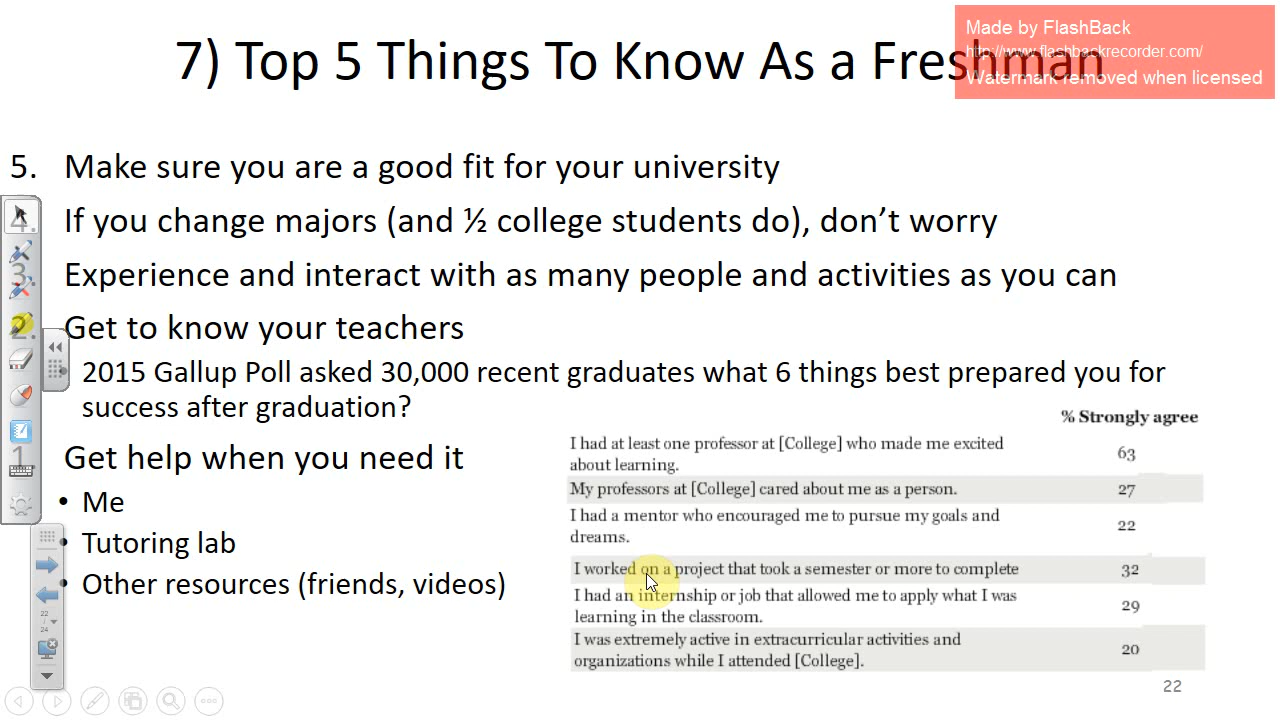 Made by FlashBack
http://www.flashbackrecorder.com/
Watermark removed when licensed
7) Top 5 Things To Know As a Freshman
5. Make sure you are a good fit for your university
4. If you change majors (and ½ college students do), don’t worry
3. Experience and interact with as many people and activities as you can
2. Get to know your teachers
• 2015 Gallup Poll asked 30,000 recent graduates what 6 things best prepared you for
success after graduation?
1. Get help when you need it
• Me
• Tutoring lab
• Other resources (friends, videos)
% Strongly agree
I had at least one professor at [College] who made me excited
about learning. 63
My professors at [College] cared about me as a person. 27
I had a mentor who encouraged me to pursue my goals and
dreams. 22
I worked on a project that took a semester or more to complete 32
I had an internship or job that allowed me to apply what I was
learning in the classroom. 29
I was extremely active in extracurricular activities and
organizations while I attended [College]. 20
22
/
24
22